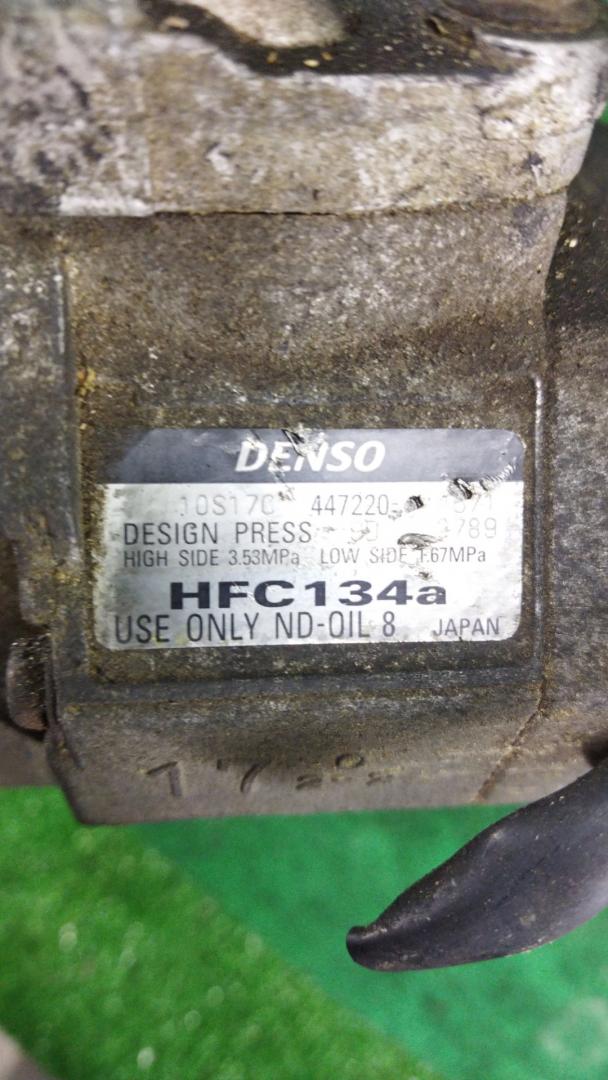 DENSO
10S17C 447220-
DESIGN PRESS
HIGH SIDE 3.53MPa LOW SIDE 1.67MPa
HFC134a
USE ONLY ND-OIL 8 JAPAN
17